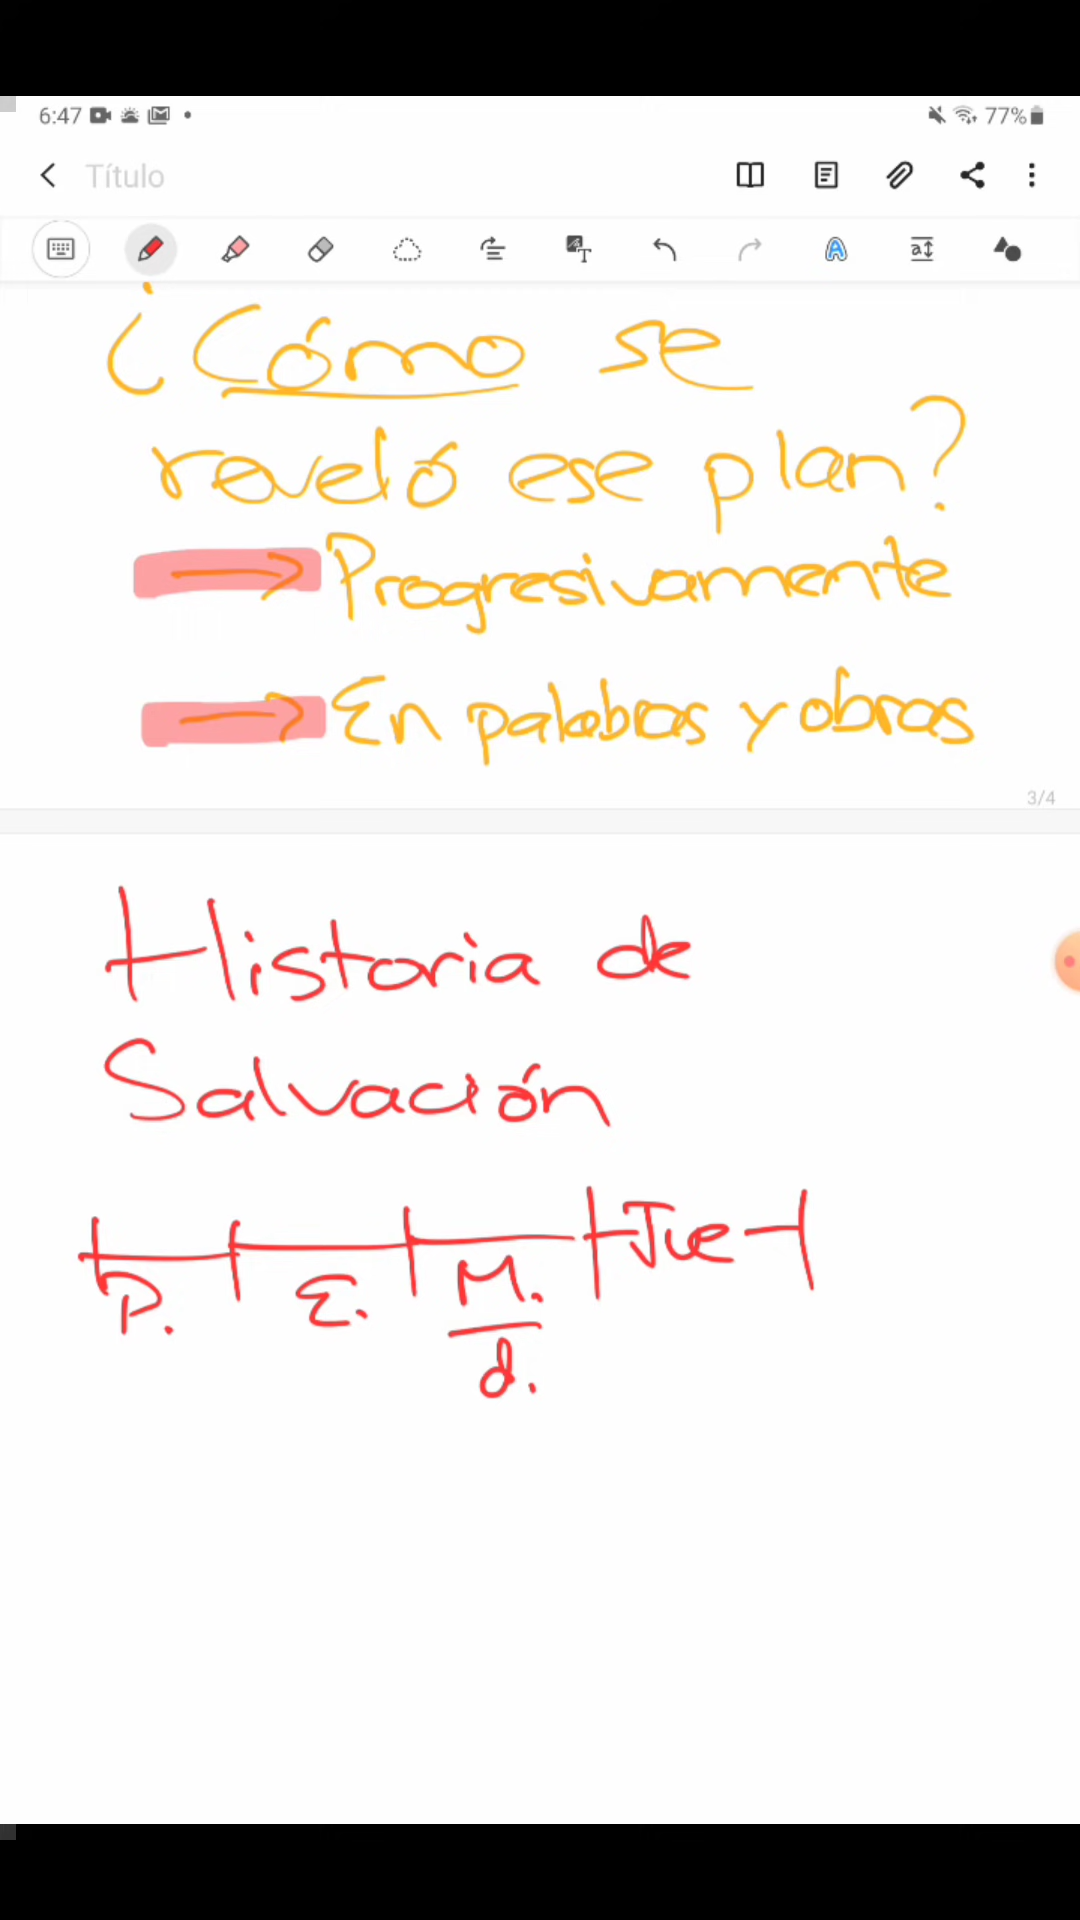 6:47
77%
Título
¿Cómo se
reveló ese plan?
Progresivamente
En palabras y obras
3/4
Historia de
Salvación
P. E. M. Jue
d.